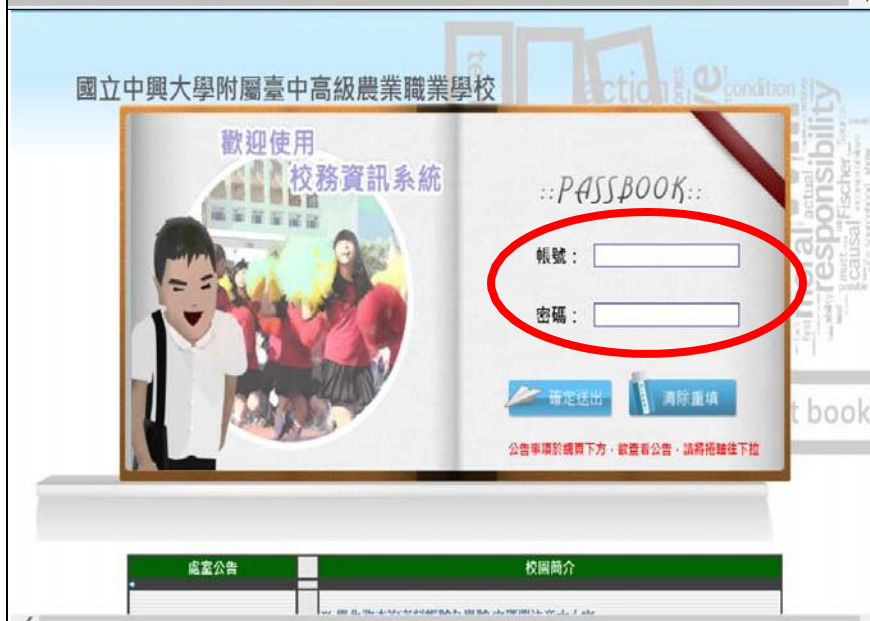 國立中興大學附屬臺中高級農業職業學校
歡迎使用
校務資訊系統
::PASSBOOK::
帳號：
密碼：
確定送出
清除重填
公告事項於網頁下方，欲查看公告，請將捲軸往下拉
處室公告
校園簡介
action
condition
responsibility
moral
actual
Fischer
causal
t book